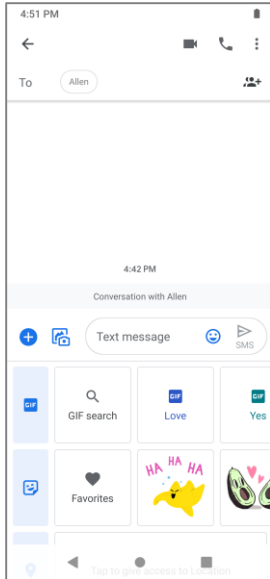 4:51 PM
To
Allen
4:42 PM
Conversation with Allen
Text message
SMS
GIF
GIF search
GIF
Love
GIF
Yes
Favorites
HA HA HA
Tap to give access to Location